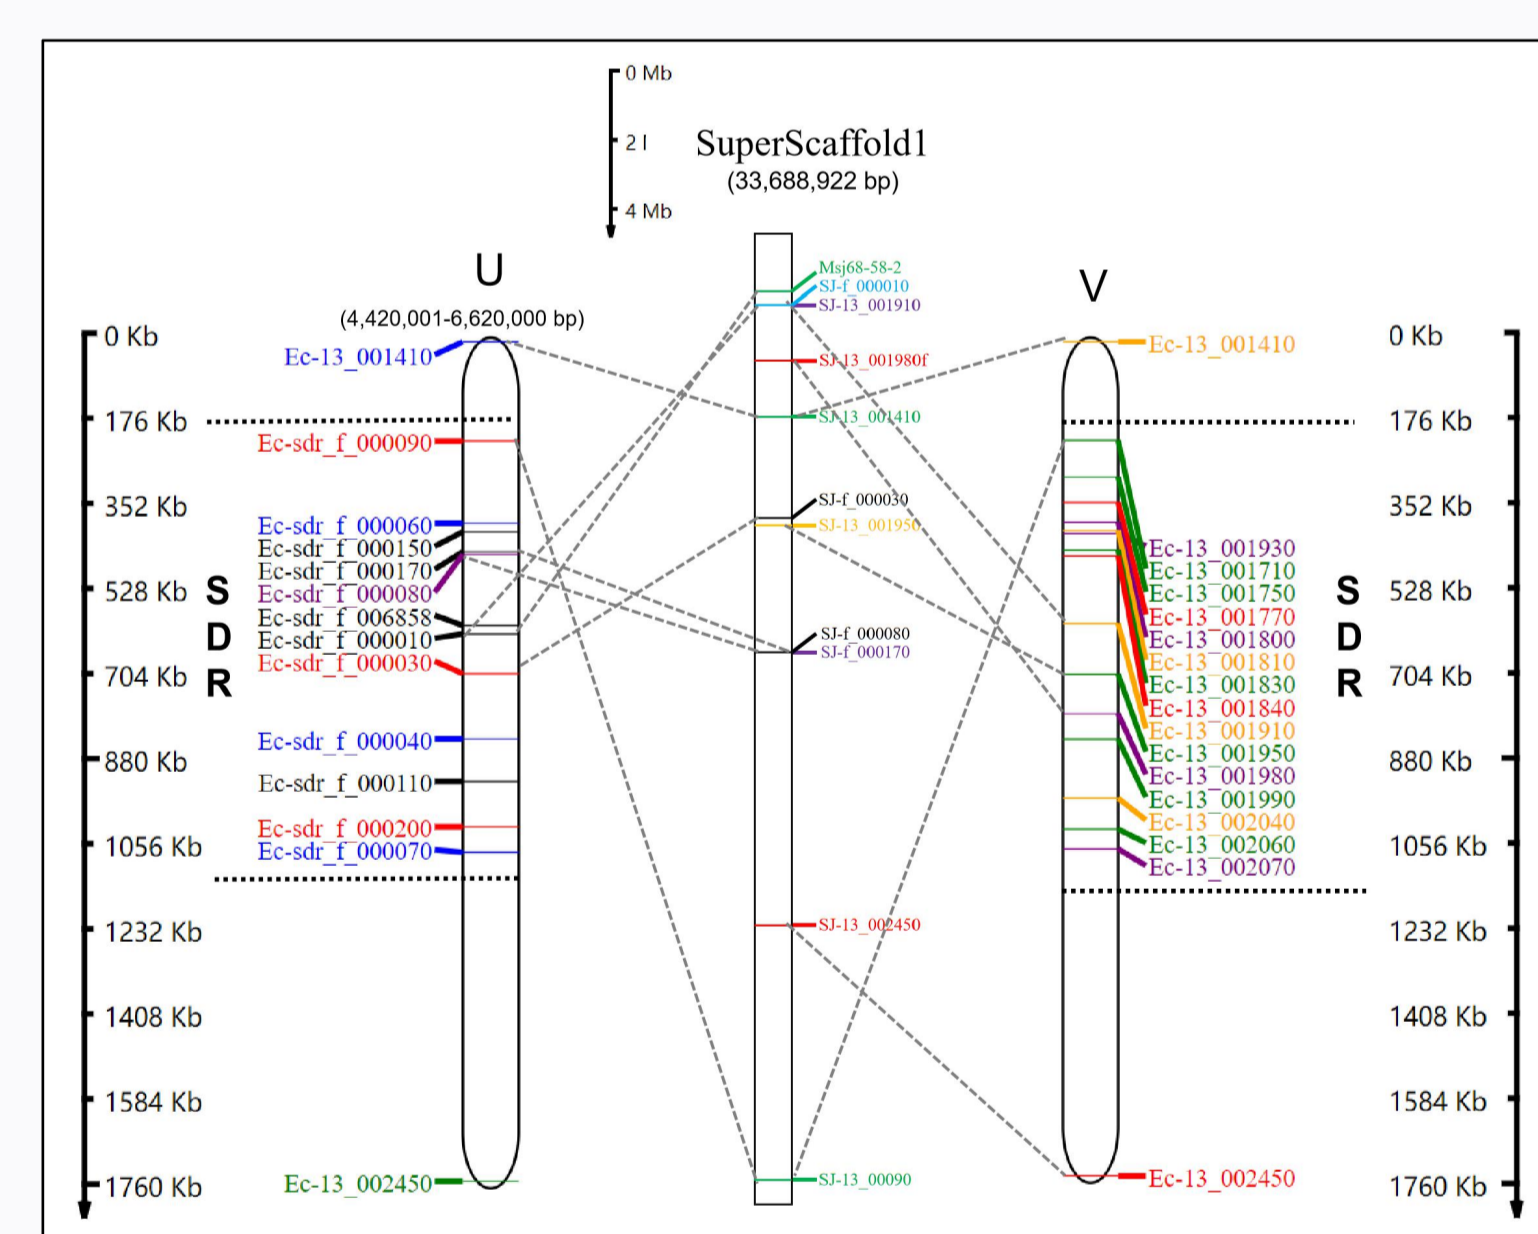 0 Mb
2 l
4 Mb
SuperScaffold1
(33,688,922 bp)
U
(4,420,001-6,620,000 bp)
0 Kb
176 Kb
352 Kb
528 Kb
704 Kb
880 Kb
1056 Kb
1232 Kb
1408 Kb
1584 Kb
1760 Kb
S
D
R
Ec-13_001410
Ec-sdr_f_000090
Ec-sdr_f_000060
Ec-sdr_f_000150
Ec-sdr_f_000170
Ec-sdr_f_000080
Ec-sdr_f_006858
Ec-sdr_f_000010
Ec-sdr_f_000030
Ec-sdr_f_000040
Ec-sdr_f_000110
Ec-sdr_f_000200
Ec-sdr_f_000070
Ec-13_002450
Msj68-58-2
SJ-f_000010
SJ-13_001910
SJ-13_001980f
SJ-13_001410
SJ-f_000030
SJ-13_001950
SJ-f_000080
SJ-f_000170
SJ-13_002450
SJ-13_00090
V
Ec-13_001410
Ec-13_001930
Ec-13_001710
Ec-13_001750
Ec-13_001770
Ec-13_001800
Ec-13_001810
Ec-13_001830
Ec-13_001840
Ec-13_001910
Ec-13_001950
Ec-13_001980
Ec-13_001990
Ec-13_002040
Ec-13_002060
Ec-13_002070
Ec-13_002450
S
D
R
0 Kb
176 Kb
352 Kb
528 Kb
704 Kb
880 Kb
1056 Kb
1232 Kb
1408 Kb
1584 Kb
1760 Kb